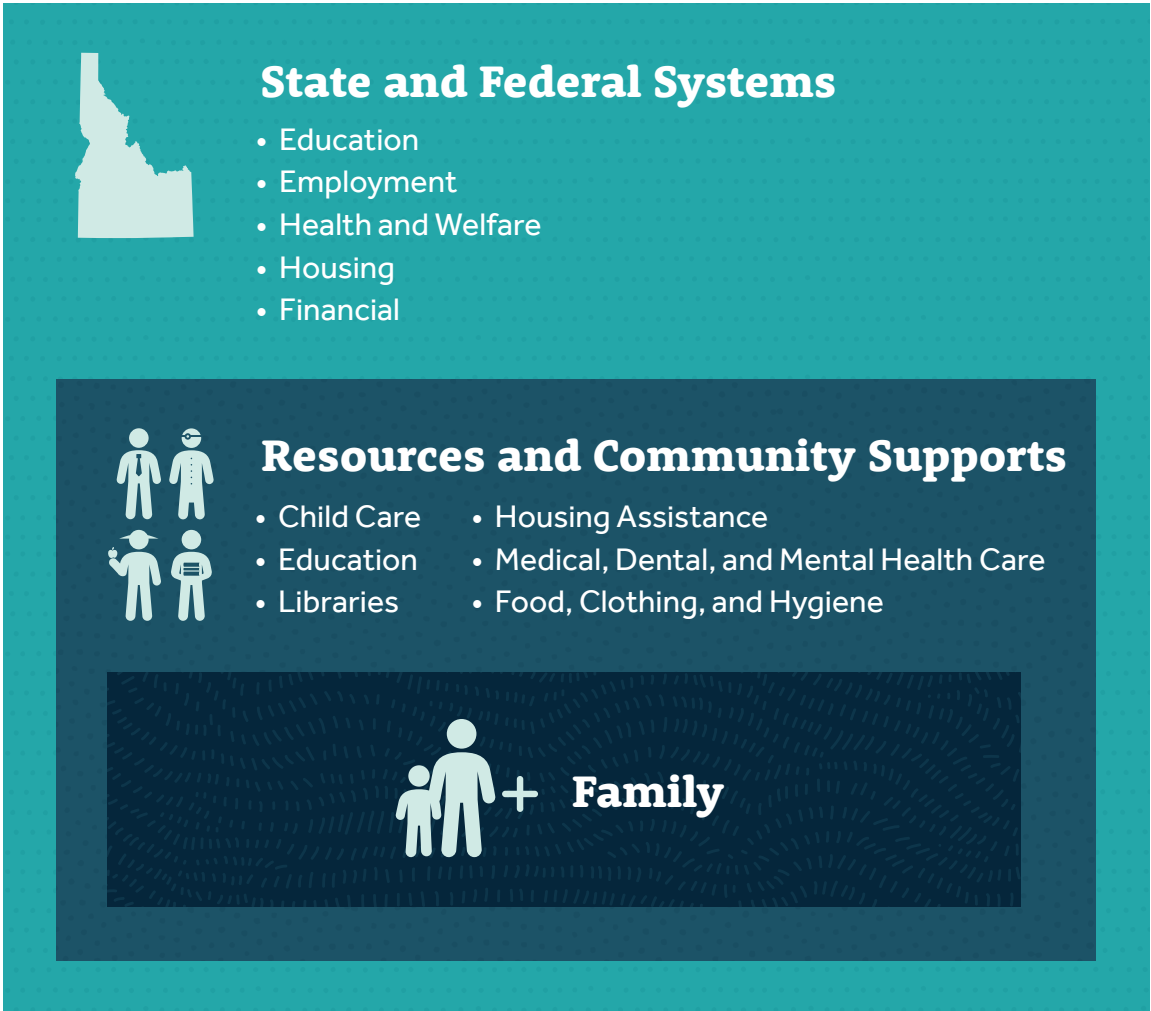 State and Federal Systems
• Education
• Employment
• Health and Welfare
• Housing
• Financial
Resources and Community Supports
• Child Care
• Education
• Libraries
• Housing Assistance
• Medical, Dental, and Mental Health Care
• Food, Clothing, and Hygiene
+ Family